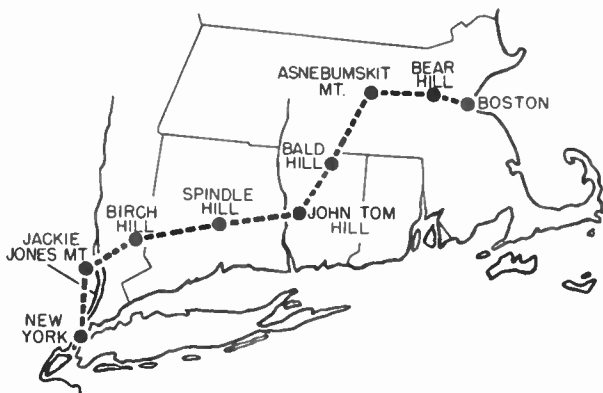 ASNEBUMSKIT
MT.
BEAR
HILL
BOSTON
BALD
HILL
SPINDLE
HILL
JOHN TOM
HILL
BIRCH
HILL
JACKIE
JONES MT.
NEW
YORK